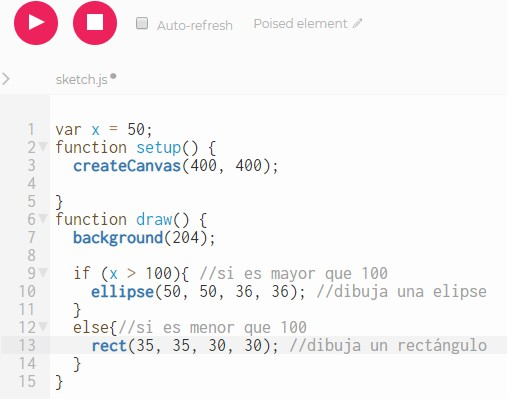 Auto-refresh Poised element
sketch.js
1 var x = 50;
2 function setup() {
3 createCanvas(400, 400);
4
5 }
6 function draw() {
7 background(204);
8
9 if (x > 100){ //si es mayor que 100
10 ellipse(50, 50, 36, 36); //dibuja una elipse
11 }
12 else{//si es menor que 100
13 rect(35, 35, 30, 30); //dibuja un rectángulo
14 }
15 }